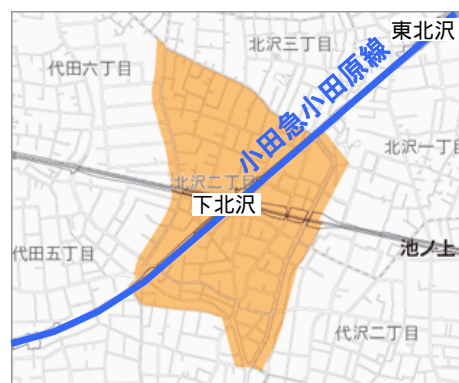 東北沢
北沢三丁目
代田六丁目
小田急小田原線
北沢一丁目
北沢二丁目
下北沢
代田五丁目
池ノ上
代沢二丁目